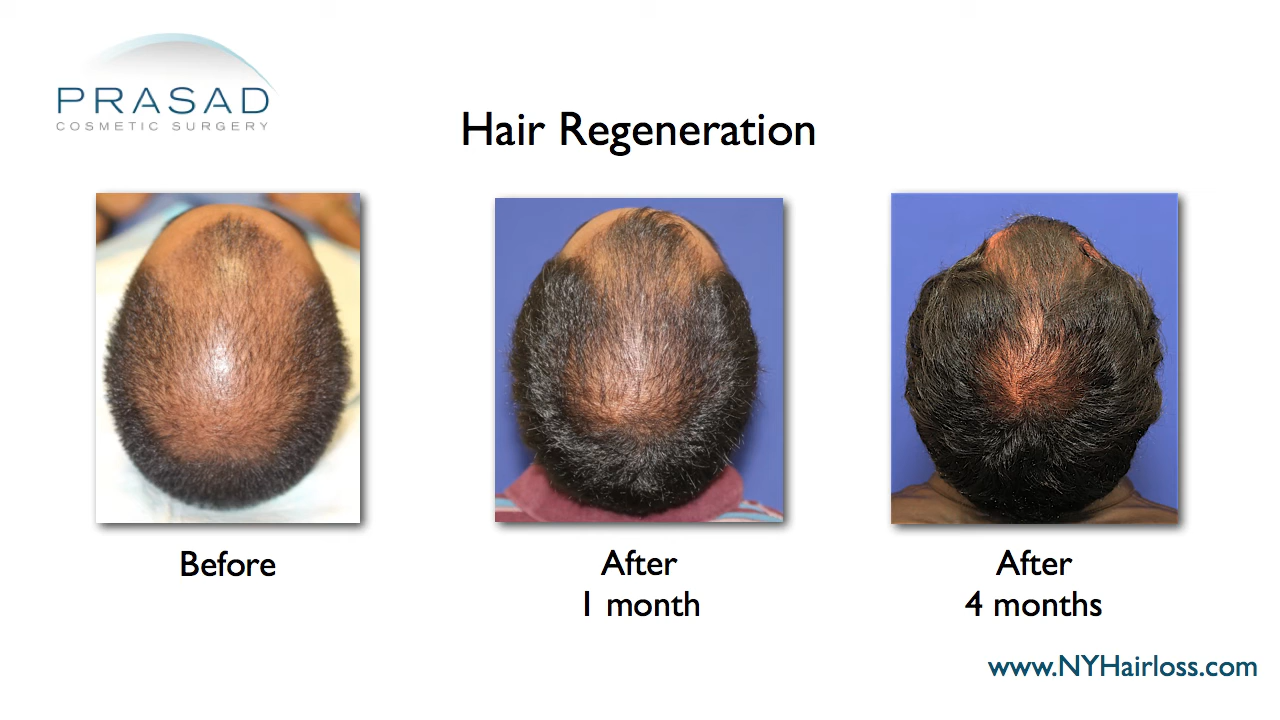 PRASAD
COSMETIC SURGERY
Hair Regeneration
Before
After
1 month
After
4 months
www.NYHairloss.com